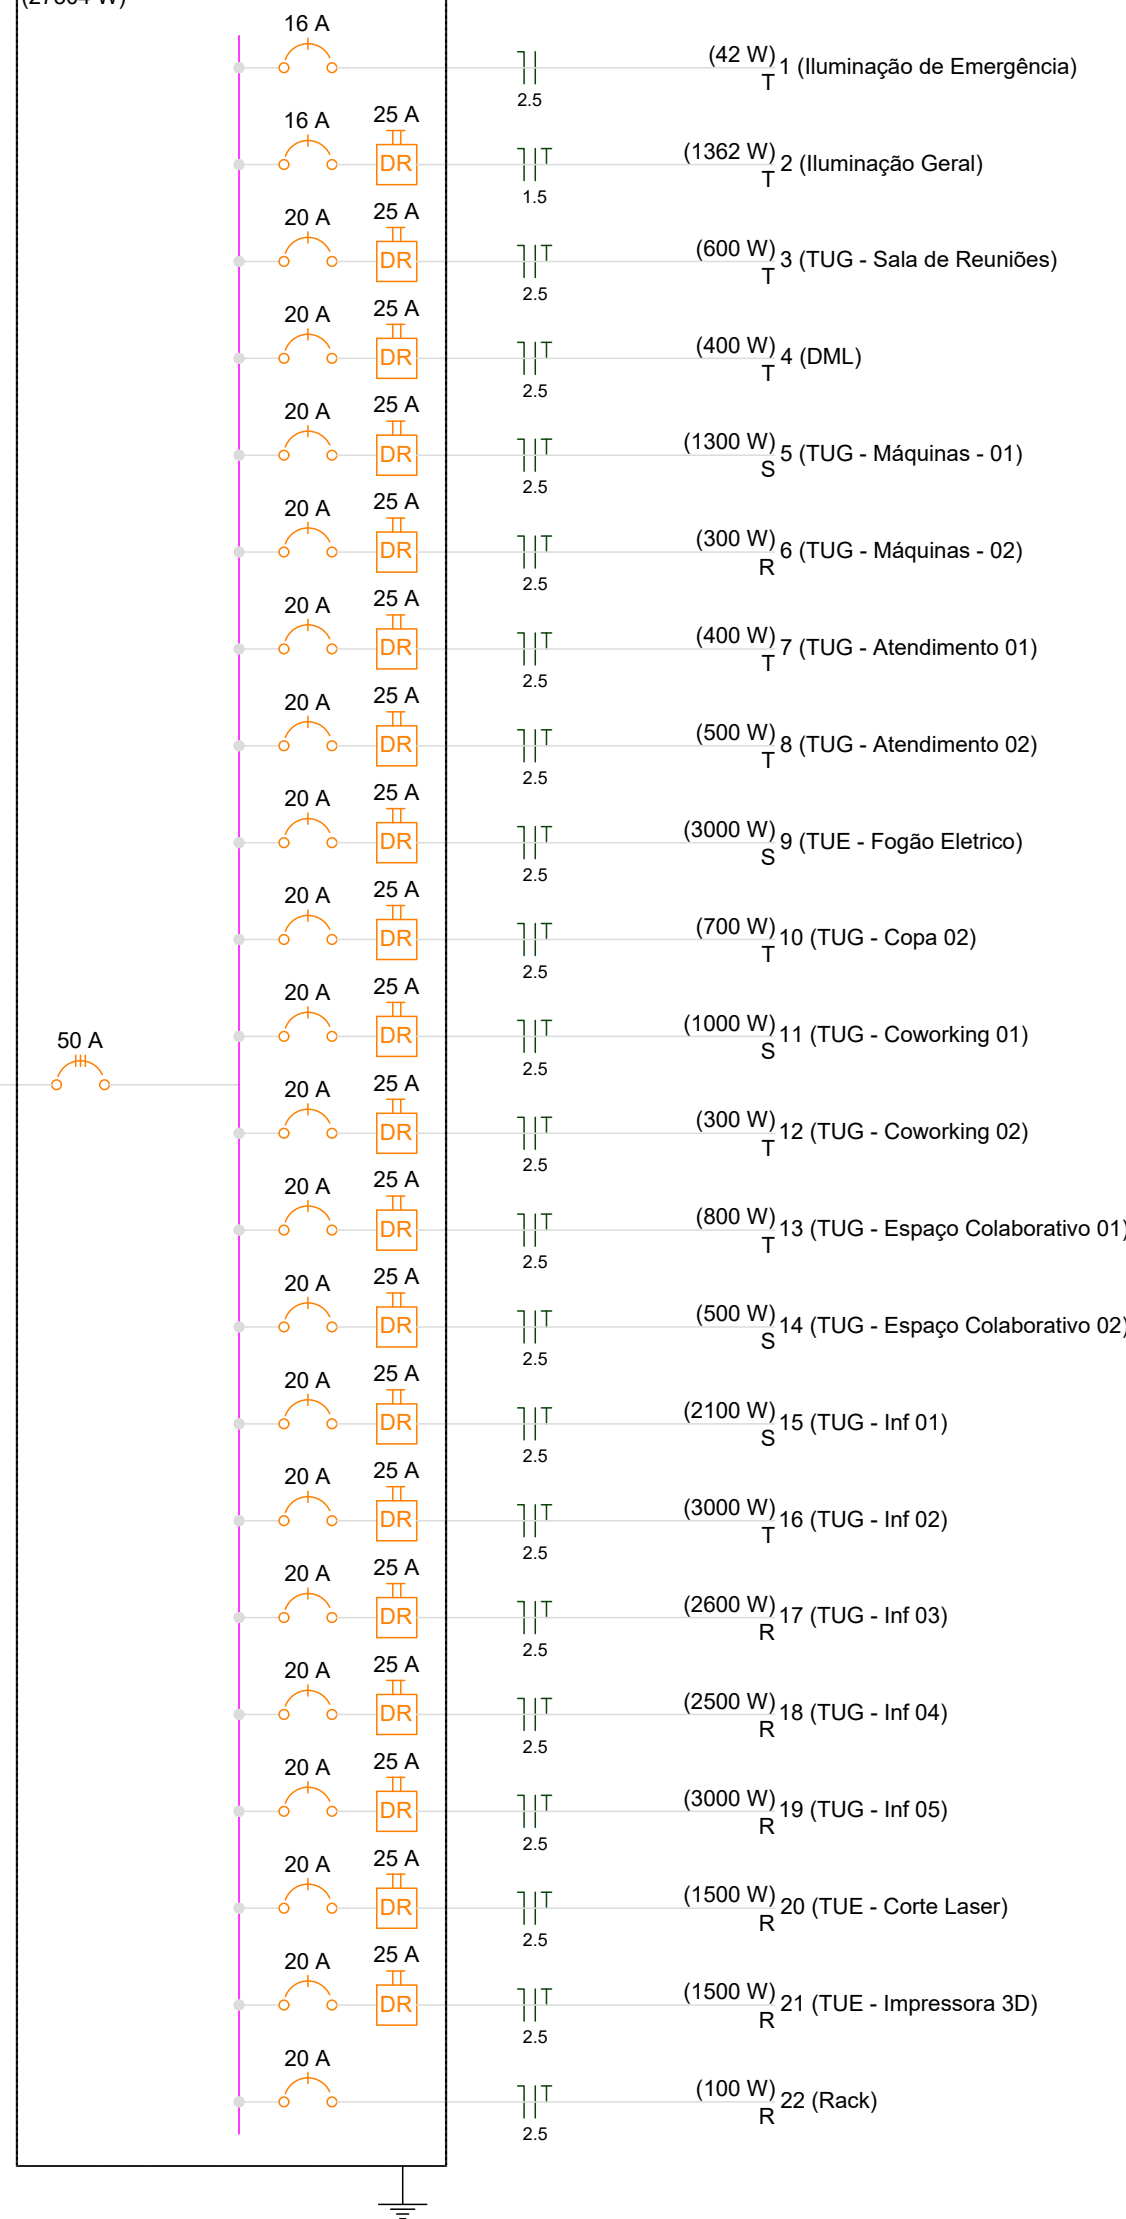 16 A
(42 W) 1 (Iluminação de Emergência)
T
2.5
16 A 25 A
DR
(1362 W) 2 (Iluminação Geral)
T T
1.5
20 A 25 A
DR
(600 W) 3 (TUG - Sala de Reuniões)
T T
2.5
20 A 25 A
DR
(400 W) 4 (DML)
T T
2.5
20 A 25 A
DR
(1300 W) 5 (TUG - Máquinas - 01)
T S
2.5
20 A 25 A
DR
(300 W) 6 (TUG - Máquinas - 02)
T R
2.5
20 A 25 A
DR
(400 W) 7 (TUG - Atendimento 01)
T T
2.5
20 A 25 A
DR
(500 W) 8 (TUG - Atendimento 02)
T T
2.5
20 A 25 A
DR
(3000 W) 9 (TUE - Fogão Eletrico)
T S
2.5
20 A 25 A
DR
(700 W) 10 (TUG - Copa 02)
T T
2.5
20 A 25 A
DR
(1000 W) 11 (TUG - Coworking 01)
T S
2.5
50 A
20 A 25 A
DR
(300 W) 12 (TUG - Coworking 02)
T T
2.5
20 A 25 A
DR
(800 W) 13 (TUG - Espaço Colaborativo 01)
T T
2.5
20 A 25 A
DR
(500 W) 14 (TUG - Espaço Colaborativo 02)
T S
2.5
20 A 25 A
DR
(2100 W) 15 (TUG - Inf 01)
T S
2.5
20 A 25 A
DR
(3000 W) 16 (TUG - Inf 02)
T T
2.5
20 A 25 A
DR
(2600 W) 17 (TUG - Inf 03)
T R
2.5
20 A 25 A
DR
(2500 W) 18 (TUG - Inf 04)
T R
2.5
20 A 25 A
DR
(3000 W) 19 (TUG - Inf 05)
T R
2.5
20 A 25 A
DR
(1500 W) 20 (TUE - Corte Laser)
T R
2.5
20 A 25 A
DR
(1500 W) 21 (TUE - Impressora 3D)
T R
2.5
20 A
(100 W) 22 (Rack)
T R
2.5